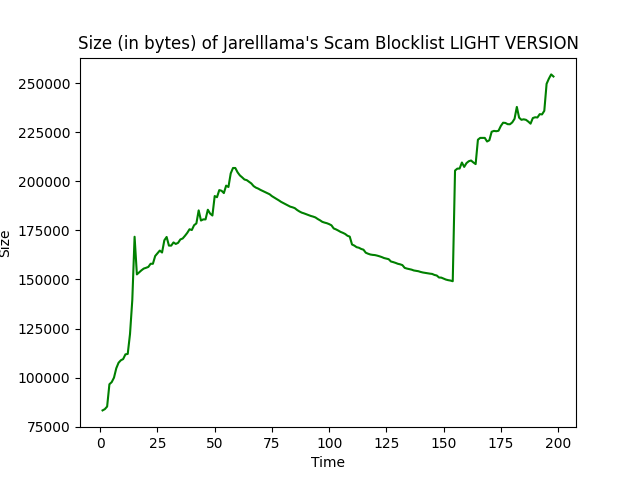 Size (in bytes) of Jarelllama's Scam Blocklist LIGHT VERSION
250000
225000
200000
175000
150000
125000
100000
75000
Size
0 25 50 75 100 125 150 175 200
Time